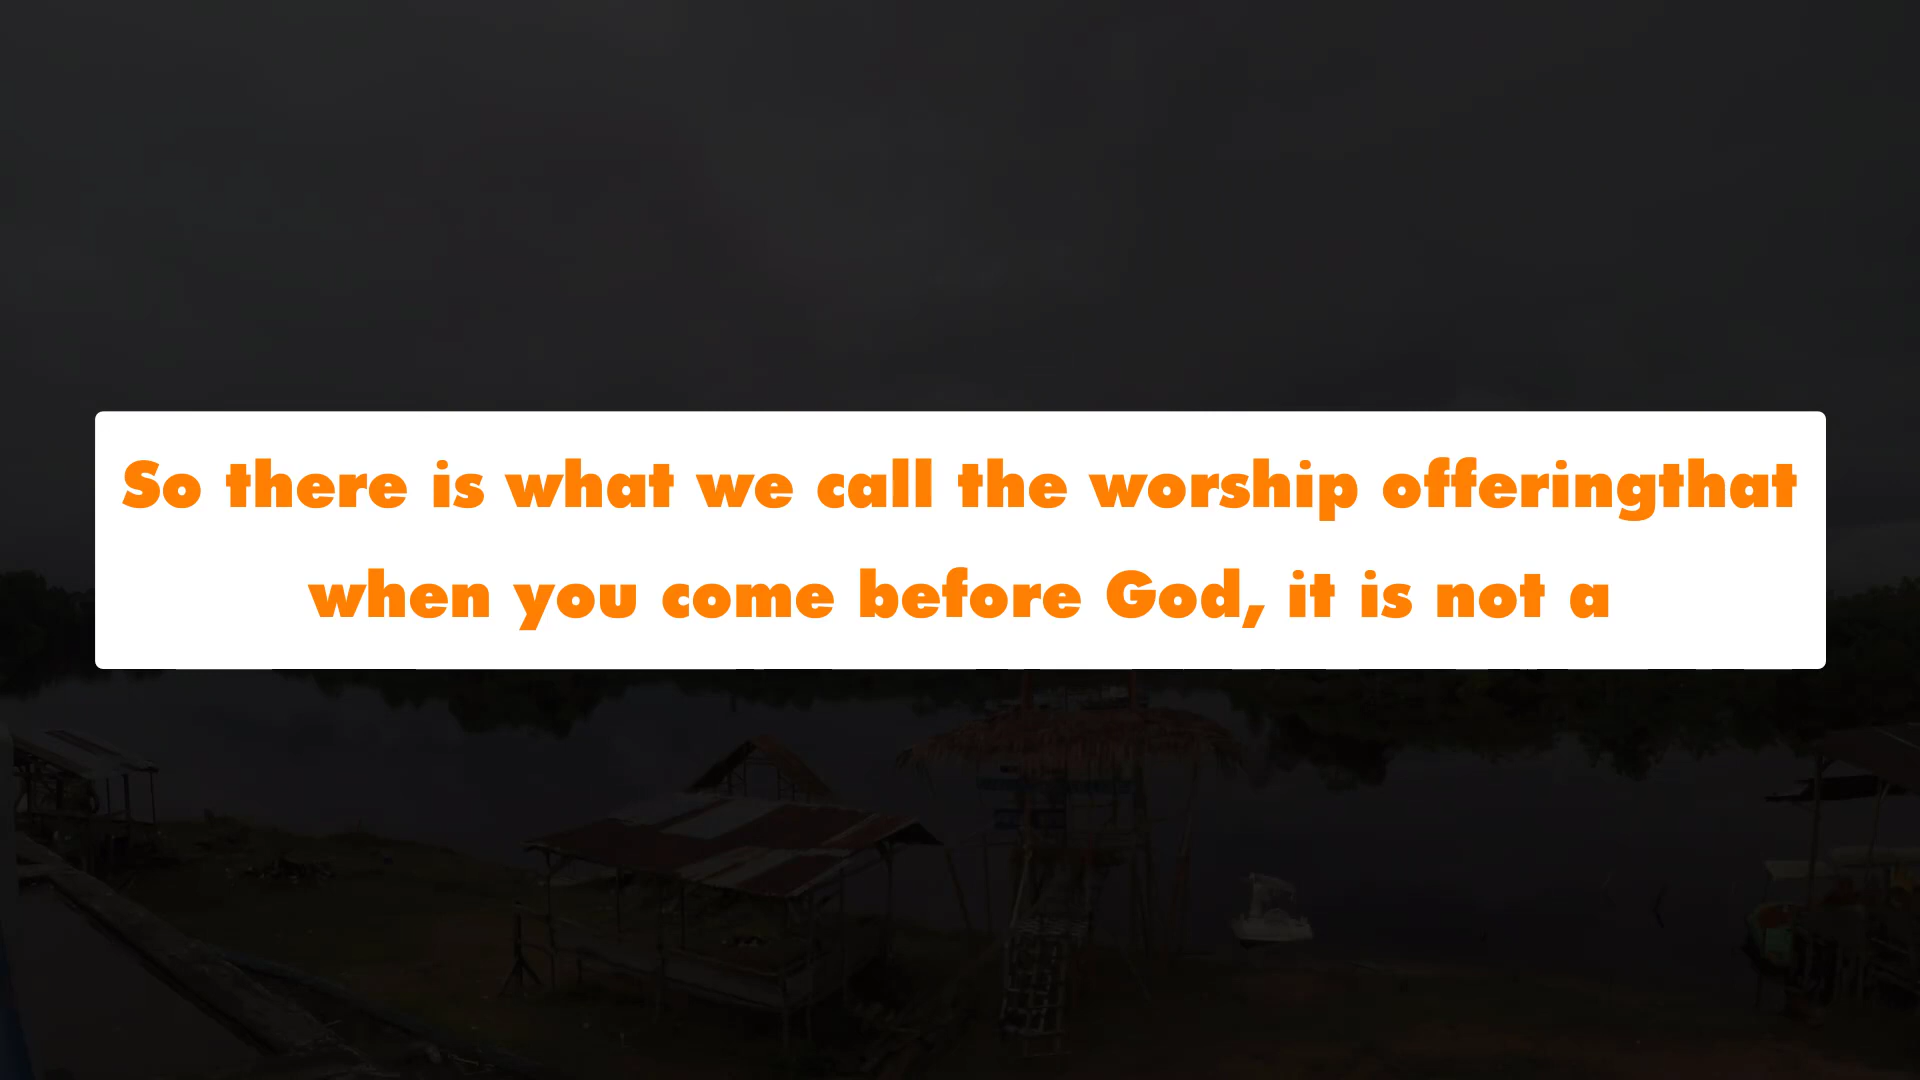 So there is what we call the worship offeringthat
when you come before God, it is not a